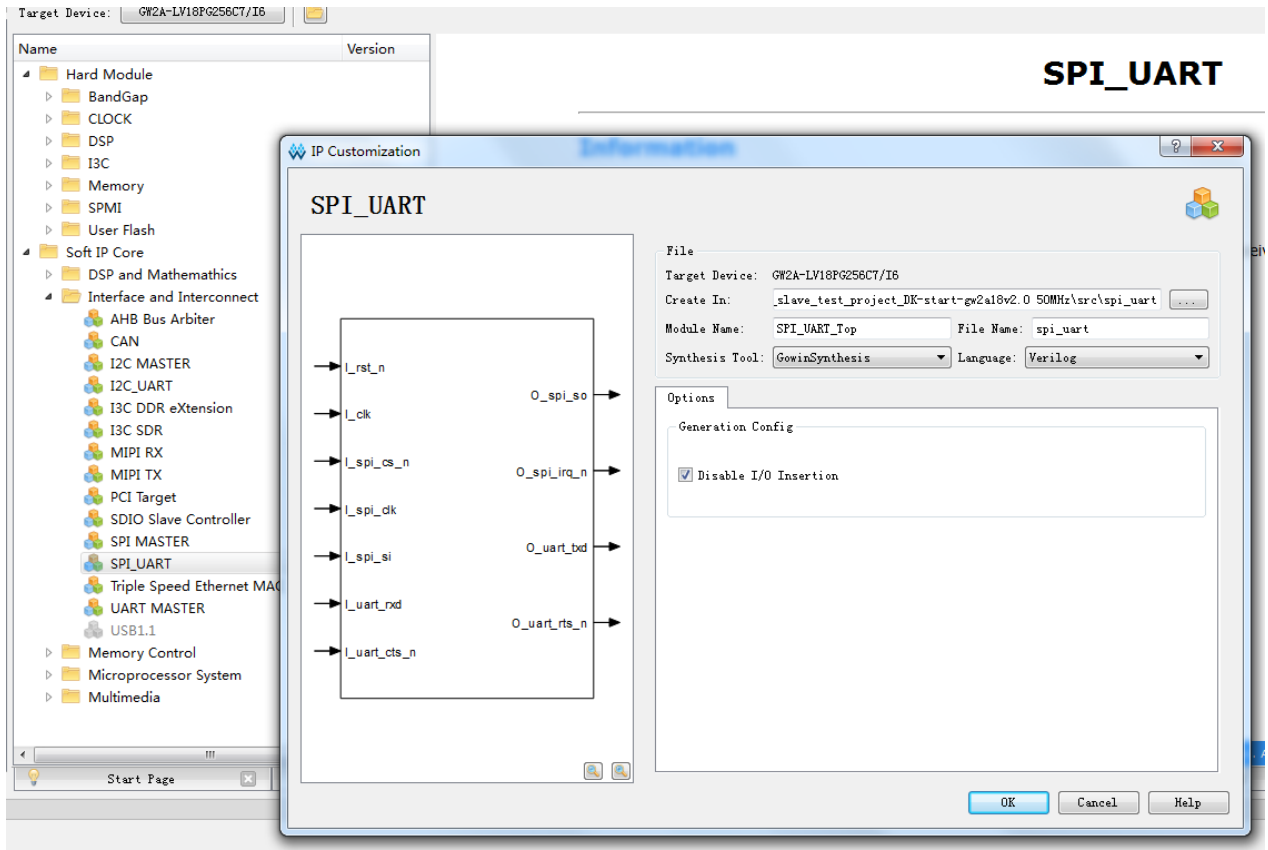 Target Device: GW2A-LV18PG256C7/I6
Name Version
Hard Module
BandGap
CLOCK
DSP
I3C
Memory
SPMI
User Flash
Soft IP Core
DSP and Mathemathics
Interface and Interconnect
AHB Bus Arbiter
CAN
I2C MASTER
I2C_UART
I3C DDR eXtension
I3C SDR
MIPI RX
MIPI TX
PCI Target
SDIO Slave Controller
SPI MASTER
SPI_UART
Triple Speed Ethernet MAC
UART MASTER
USB1.1
Memory Control
Microprocessor System
Multimedia
Start Page
SPI_UART
Information
IP Customization
SPI_UART
I_rst_n
I_clk
I_spi_cs_n
I_spi_clk
I_spi_si
I_uart_rxd
I_uart_cts_n
O_spi_so
O_spi_irq_n
O_uart_txd
O_uart_rts_n
File
Target Device: GW2A-LV18PG256C7/I6
Create In: _slave_test_project_DK-start-gw2a18v2.0 50MHz\src\spi_uart ...
Module Name: SPI_UART_Top File Name: spi_uart
Synthesis Tool: GowinSynthesis Language: Verilog
Options
Generation Config
Disable I/O Insertion
OK Cancel Help